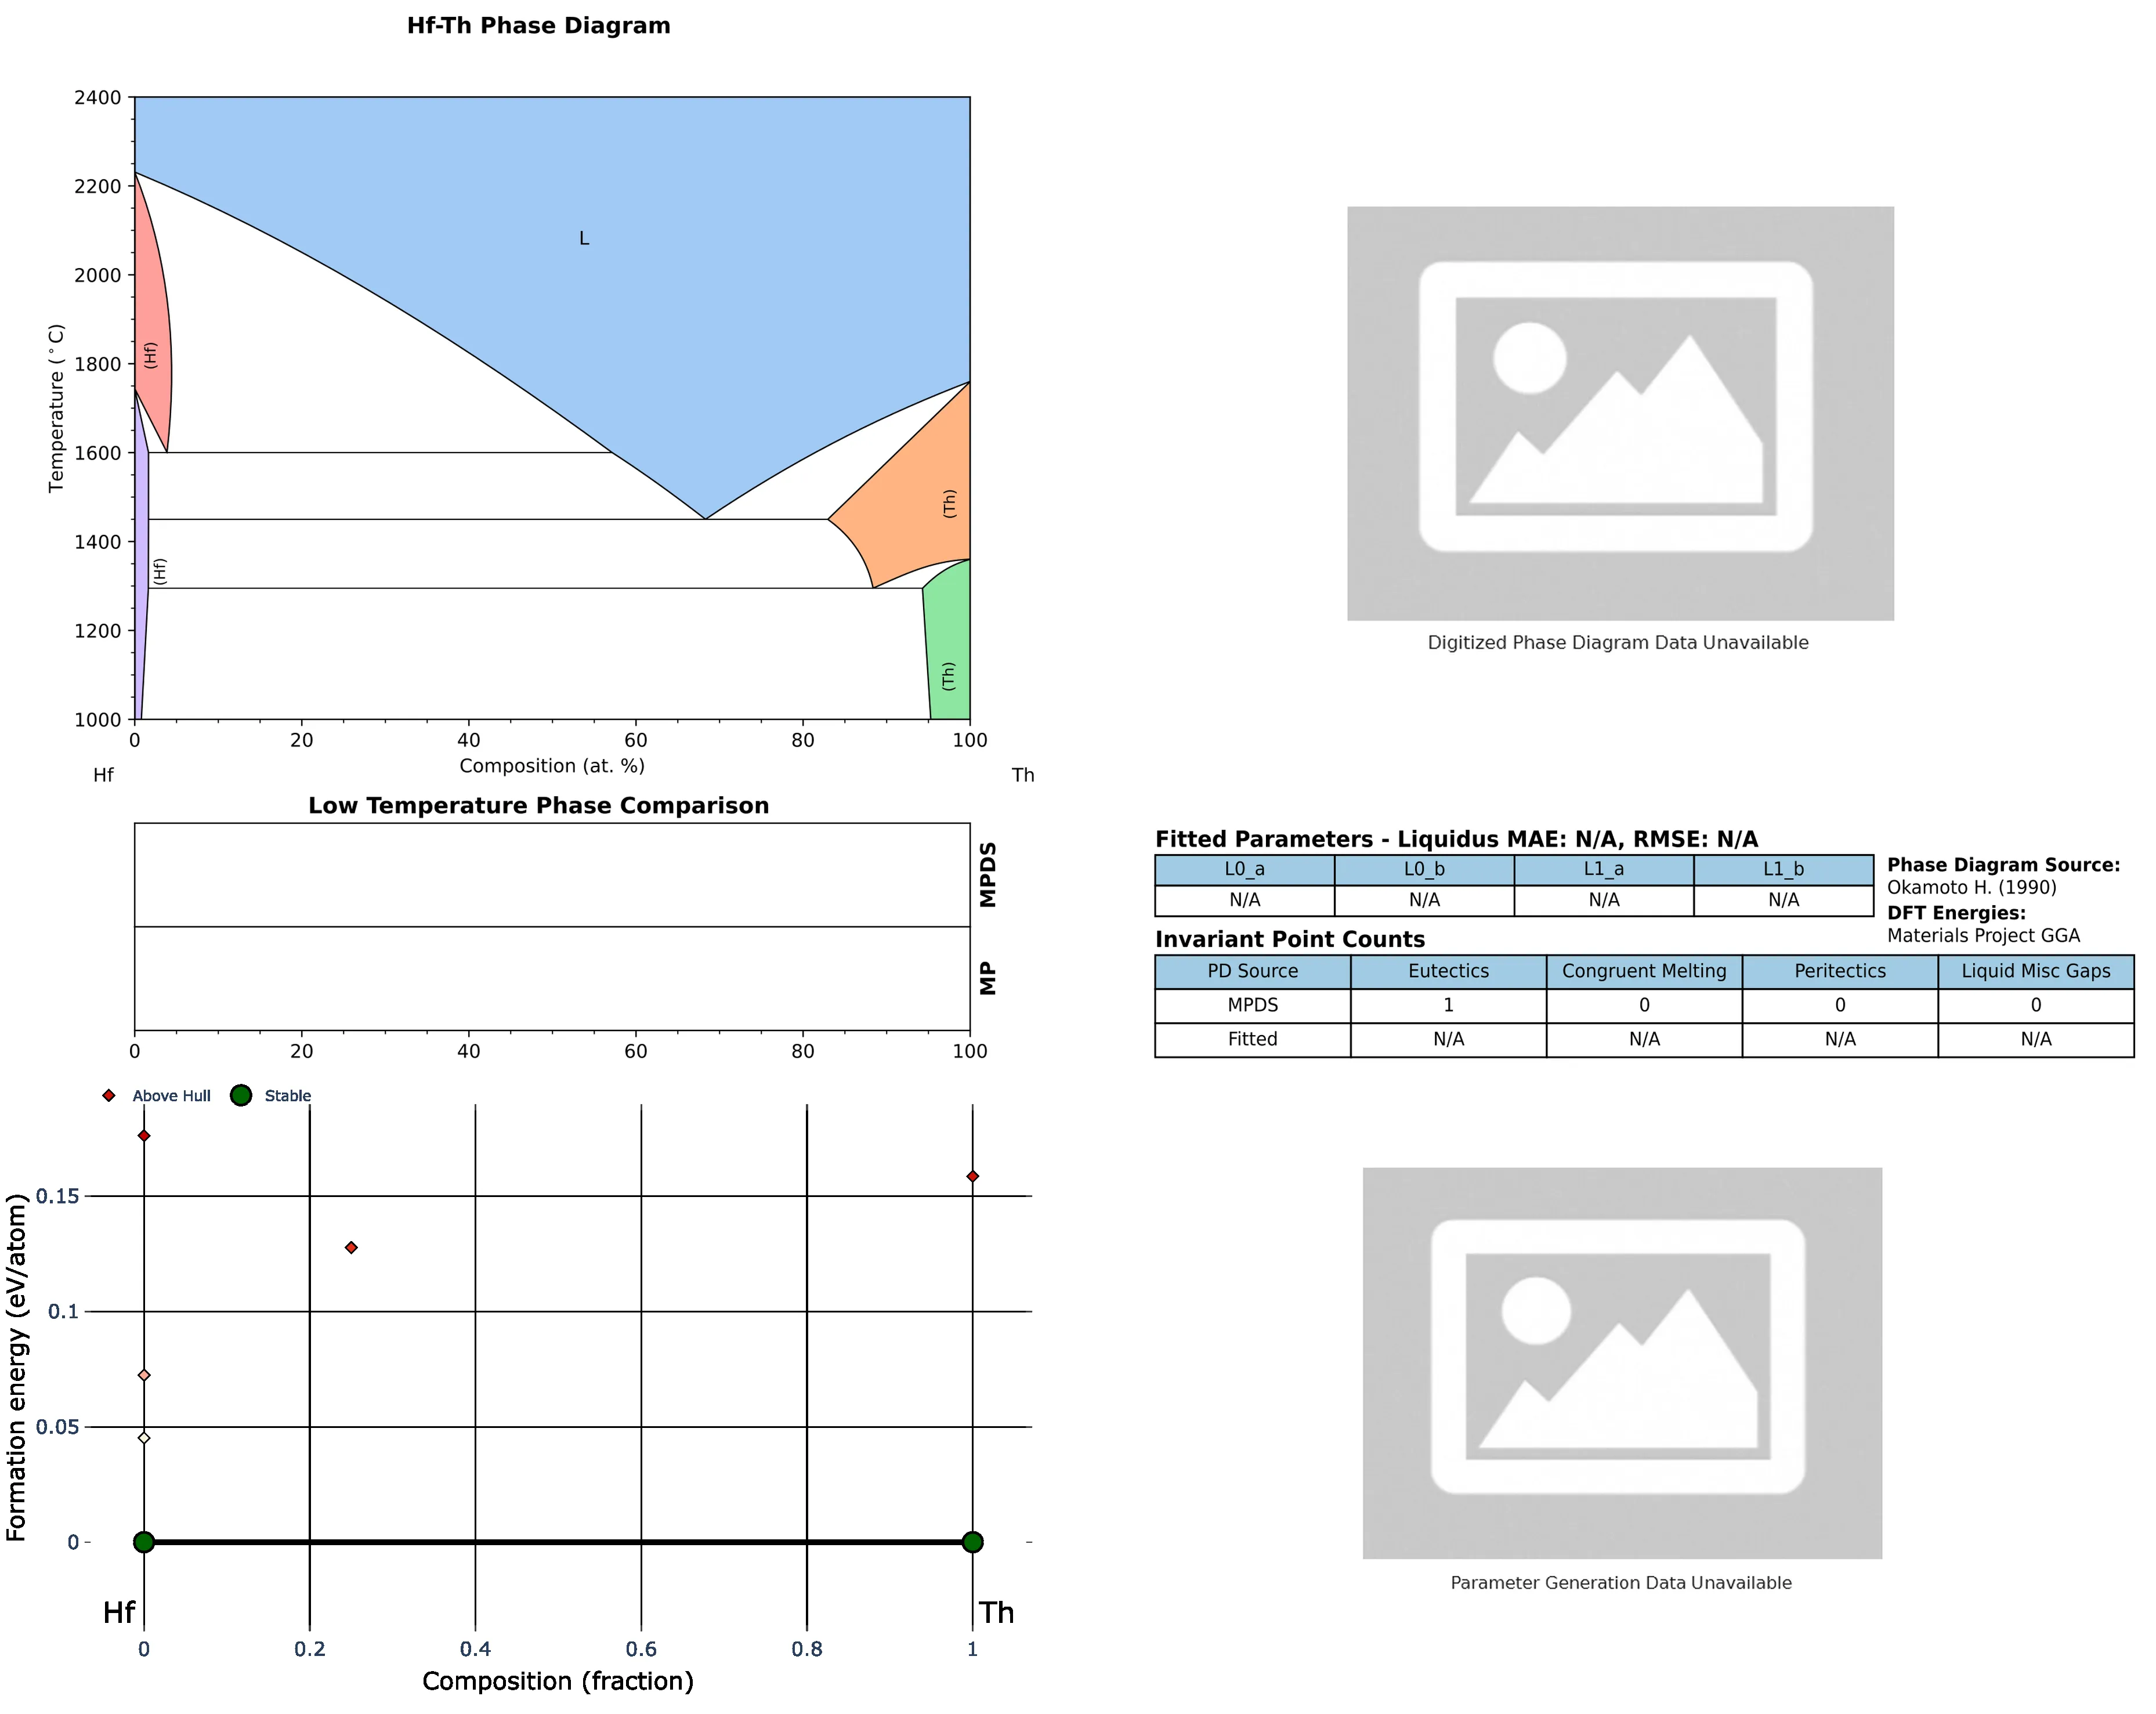 Hf-Th Phase Diagram
2400
2200
2000
1800
1600
1400
1200
1000
Temperature (°C)
L
(Hf)
(Hf)
(Th)
(Th)
0 20 40 60 80 100
Composition (at. %)
Hf Th
Digitized Phase Diagram Data Unavailable
Low Temperature Phase Comparison
MPDS
MP
0 20 40 60 80 100
Fitted Parameters - Liquidus MAE: N/A, RMSE: N/A
L0_a L0_b L1_a L1_b
N/A N/A N/A N/A
Phase Diagram Source:
Okamoto H. (1990)
DFT Energies:
Materials Project GGA
Invariant Point Counts
PD Source Eutectics Congruent Melting Peritectics Liquid Misc Gaps
MPDS 1 0 0 0
Fitted N/A N/A N/A N/A
Above Hull Stable
Formation energy (eV/atom)
0.15
0.1
0.05
0
Hf Th
0 0.2 0.4 0.6 0.8 1
Composition (fraction)
Parameter Generation Data Unavailable